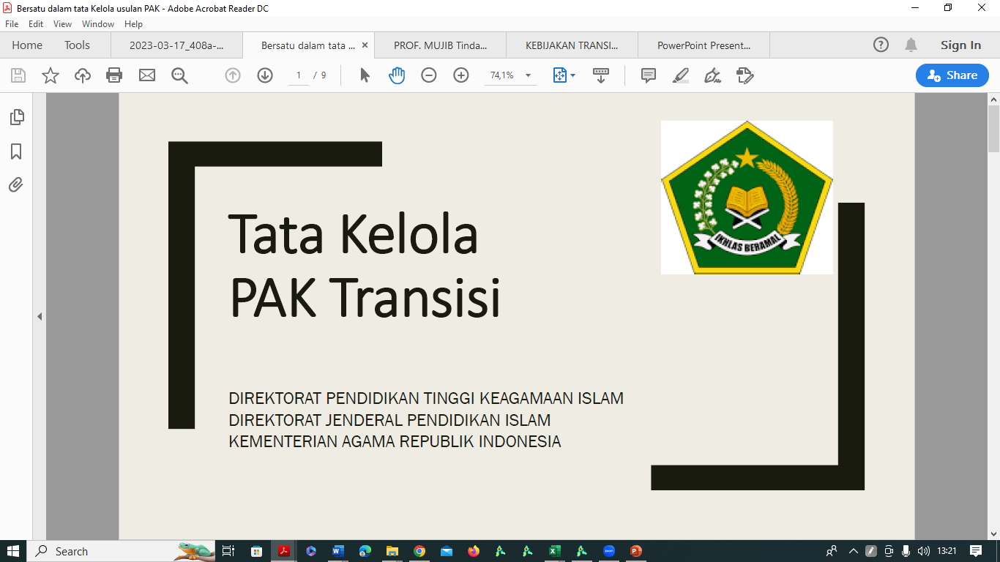 Bersatu dalam tata Kelola usulan PAK - Adobe Acrobat Reader DC
File Edit View Window Help
Home Tools 2023-03-17_408a-... Bersatu dalam tata ... × PROF. MUJIB Tinda... KEBIJAKAN TRANSI... PowerPoint Present... Sign In
1 / 9 74,1% Share
IKHLAS BERAMAL
Tata Kelola
PAK Transisi
DIREKTORAT PENDIDIKAN TINGGI KEAGAMAAN ISLAM
DIREKTORAT JENDERAL PENDIDIKAN ISLAM
KEMENTERIAN AGAMA REPUBLIK INDONESIA
Search 13:21